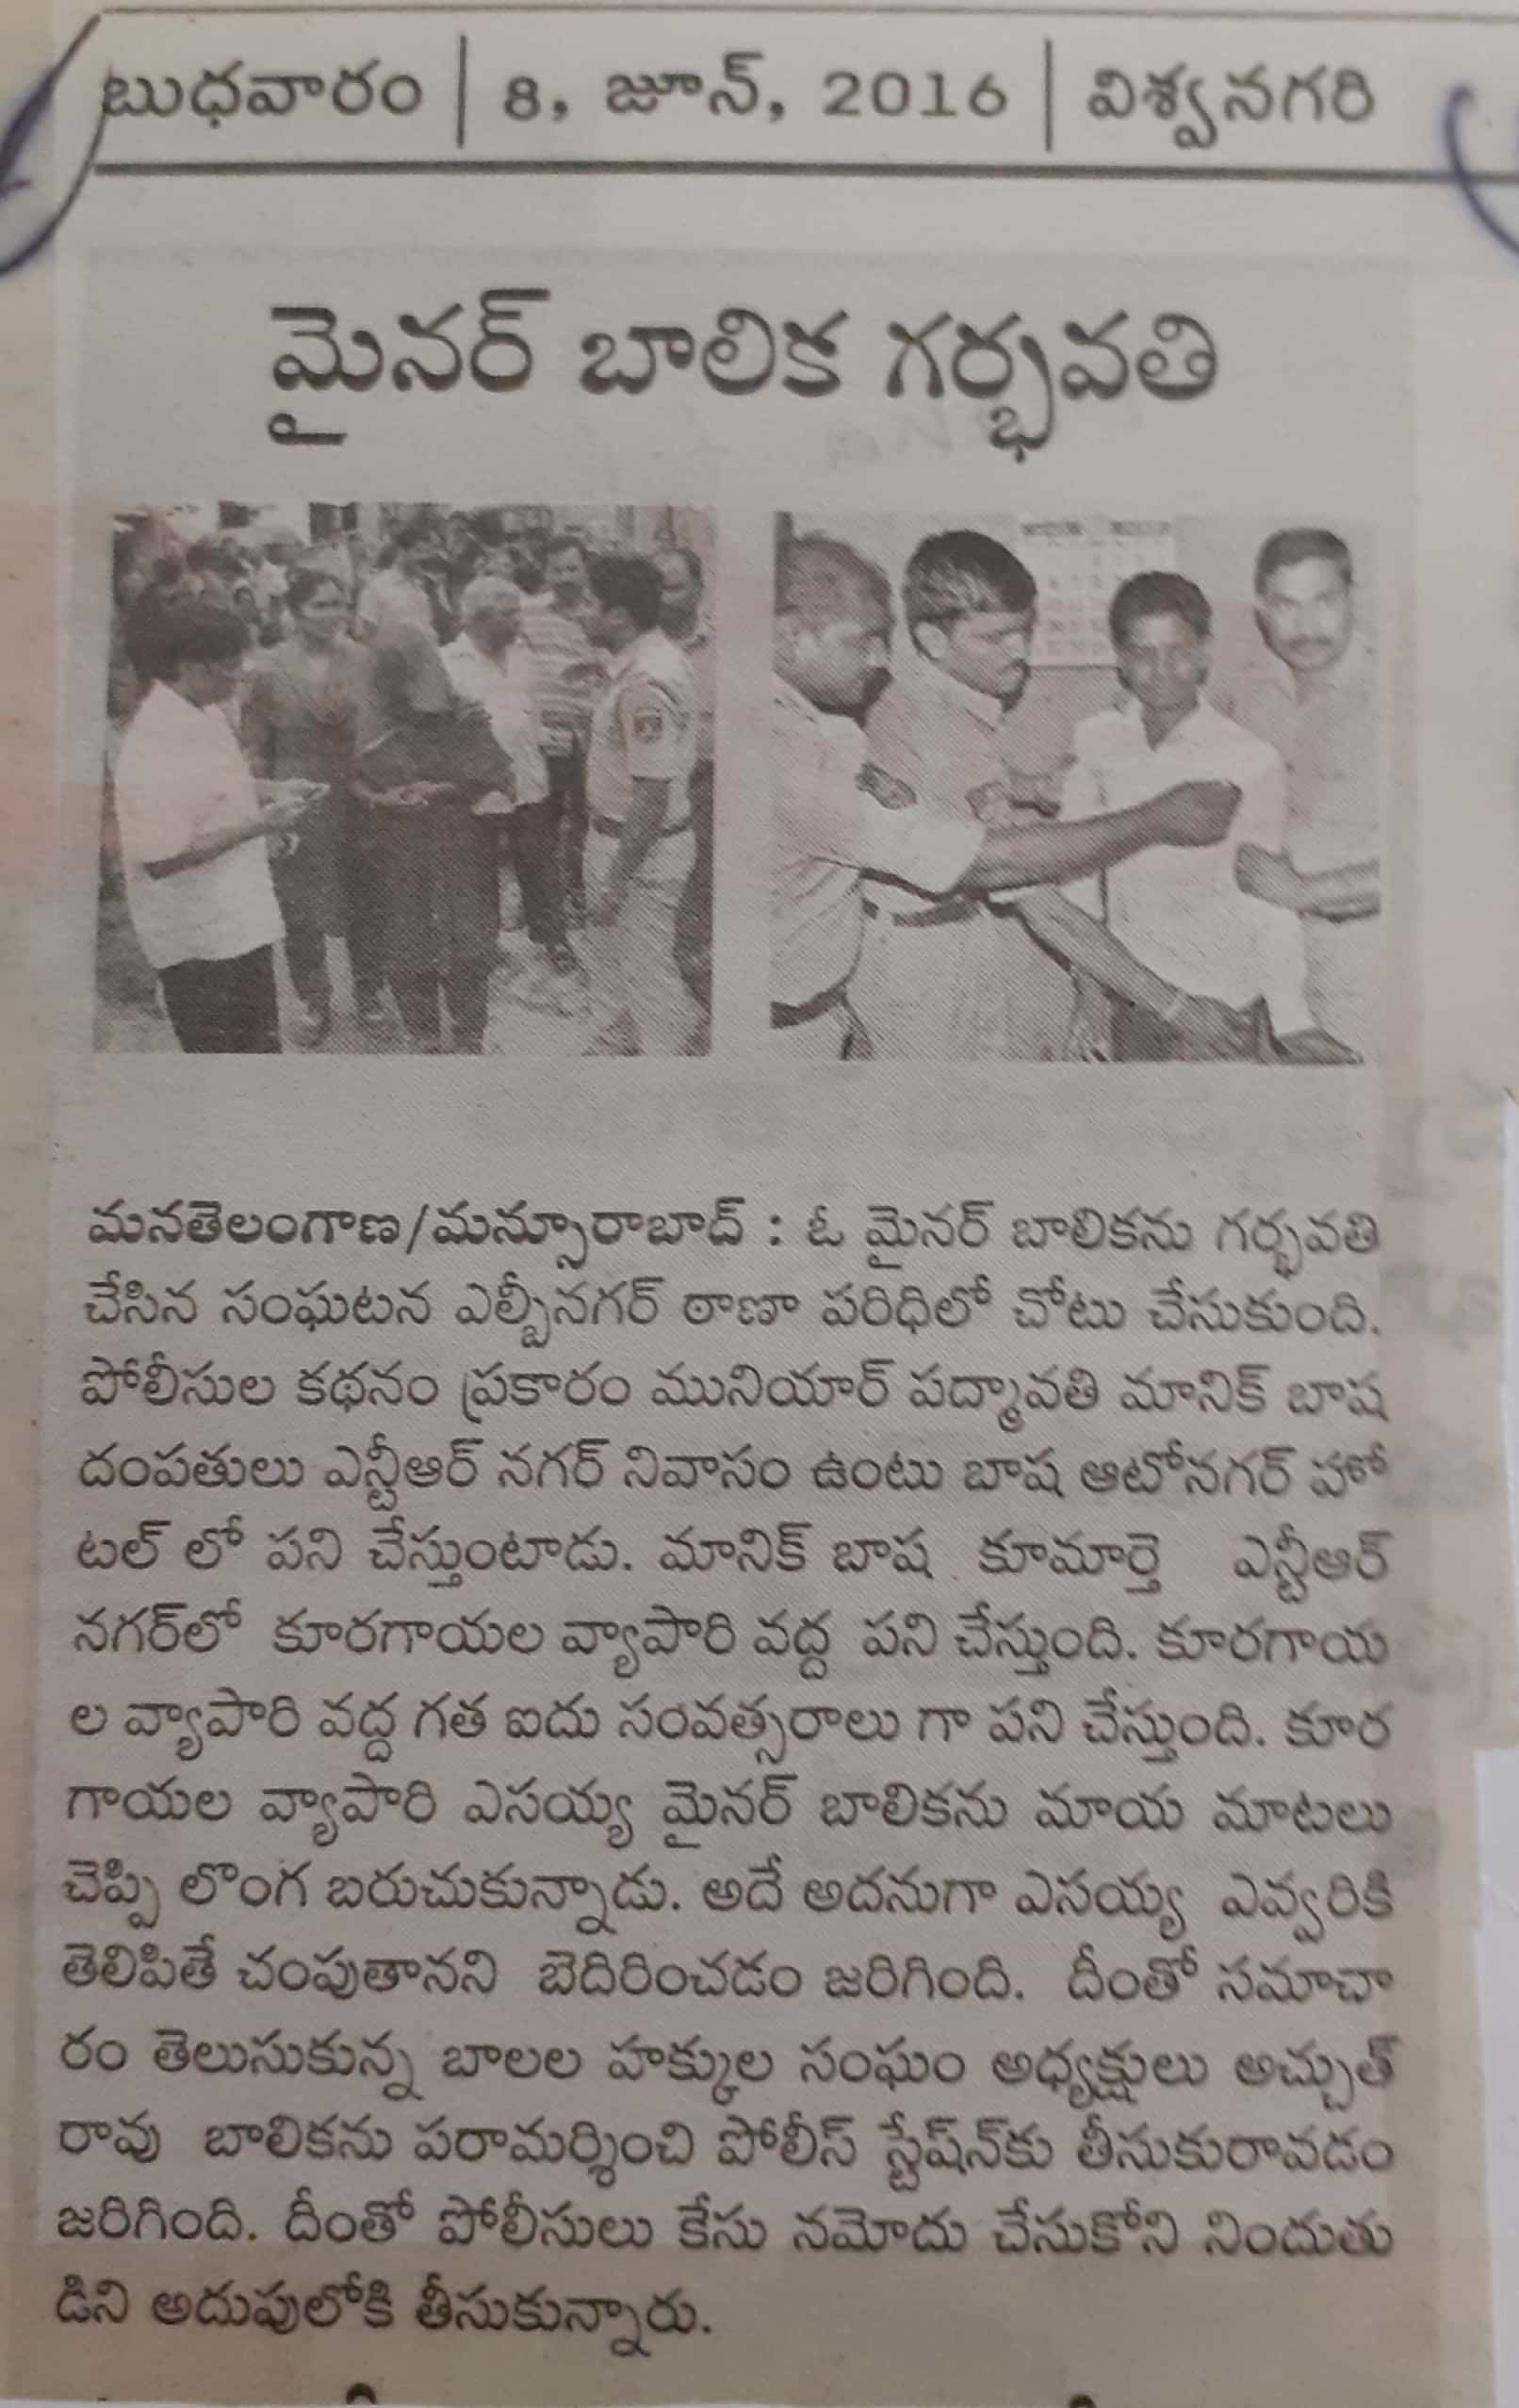 బుధవారం | 8, జూన్, 2016 | విశ్వనగరి
మైనర్ బాలిక గర్భవతి
మనతెలంగాణ/మన్సూరాబాద్ : ఓ మైనర్ బాలికను గర్భవతి
చేసిన సంఘటన ఎల్బీనగర్ ఠాణా పరిధిలో చోటు చేసుకుంది.
పోలీసుల కథనం ప్రకారం మునియార్ పద్మావతి మానిక్ బాష
దంపతులు ఎన్టీఆర్ నగర్ నివాసం ఉంటు బాష ఆటోనగర్ హో
టల్ లో పని చేస్తుంటాడు. మానిక్ బాష కూమార్తె ఎన్టీఆర్
నగర్‌లో కూరగాయల వ్యాపారి వద్ద పని చేస్తుంది. కూరగాయ
ల వ్యాపారి వద్ద గత ఐదు సంవత్సరాలు గా పని చేస్తుంది. కూర
గాయల వ్యాపారి ఎసయ్య మైనర్ బాలికను మాయ మాటలు
చెప్పి లొంగ బరుచుకున్నాడు. అదే అదనుగా ఎసయ్య ఎవ్వరికి
తెలిపితే చంపుతానని బెదిరించడం జరిగింది. దీంతో సమాచా
రం తెలుసుకున్న బాలల హక్కుల సంఘం అధ్యక్షులు అచ్చుత్
రావు బాలికను పరామర్శించి పోలీస్ స్టేషన్‌కు తీసుకురావడం
జరిగింది. దీంతో పోలీసులు కేసు నమోదు చేసుకోని నిందుతు
డిని అదుపులోకి తీసుకున్నారు.